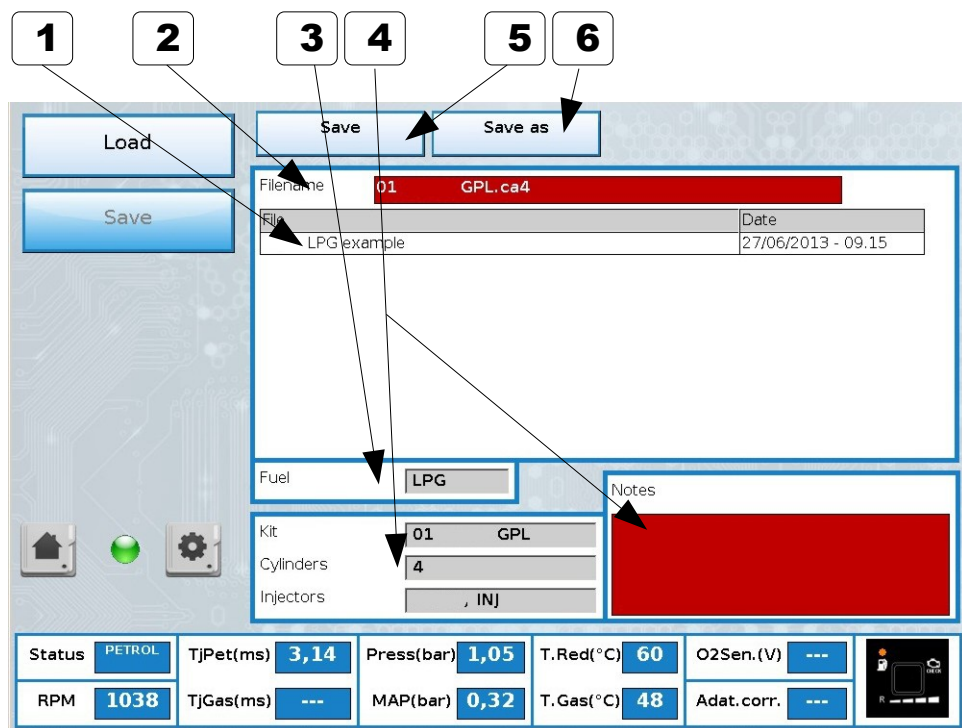 1 2 3 4 5 6
Load
Save
Save Save as
Filename 01 GPL.ca4
File Date
LPG example 27/06/2013 - 09.15
Fuel LPG
Notes
Kit 01 GPL
Cylinders 4
Injectors , INJ
Status PETROL TjPet(ms) 3,14 Press(bar) 1,05 T.Red(°C) 60 O2Sen.(V) ---
RPM 1038 TjGas(ms) --- MAP(bar) 0,32 T.Gas(°C) 48 Adat.corr. ---
CHECK
R